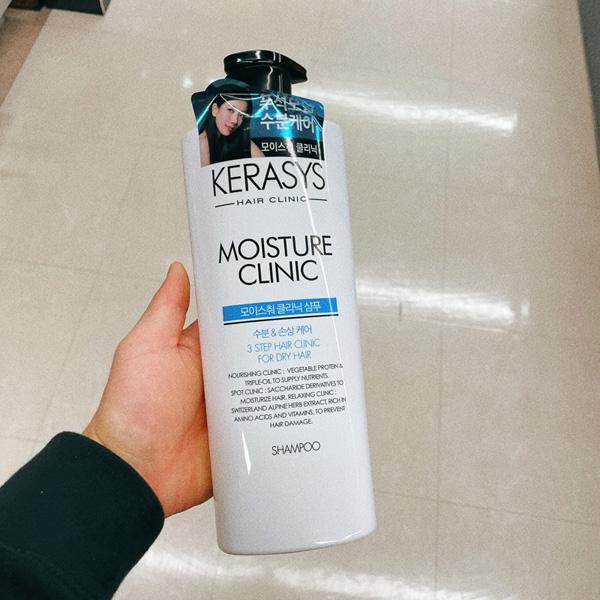 수분케어
모이스춰 클리닉
KERASYS
HAIR CLINIC
MOISTURE
CLINIC
모이스춰 클리닉 샴푸
수분 & 손상 케어
3 STEP HAIR CLINIC
FOR DRY HAIR
NOURISHING CLINIC : VEGETABLE PROTEIN &
TRIPLE-OIL TO SUPPLY NUTRIENTS.
SPOT CLINIC : SACCHARIDE DERIVATIVES TO
MOISTURIZE HAIR. RELAXING CLINIC :
SWITZERLAND ALPINE HERB EXTRACT, RICH IN
AMINO ACIDS AND VITAMINS, TO PREVENT
HAIR DAMAGE.
SHAMPOO